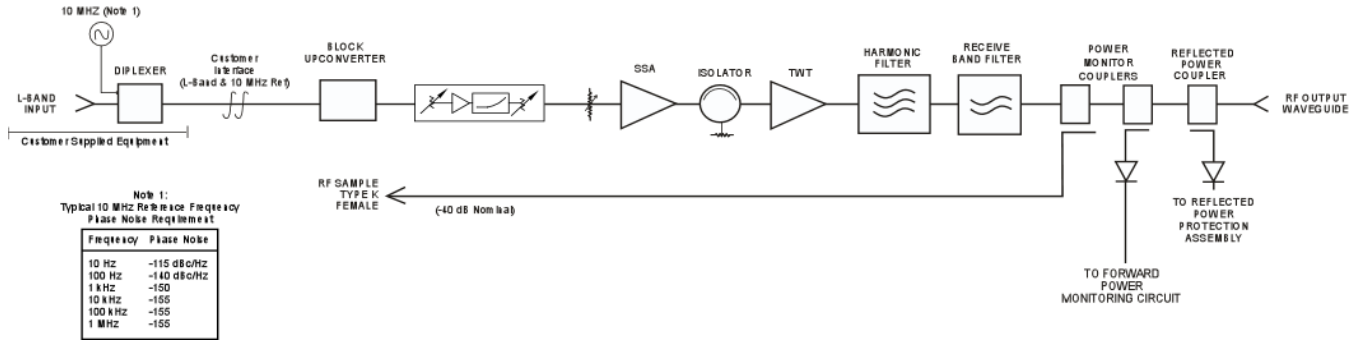 10 MHZ (Note 1)
DIPLEXER
L-BAND
INPUT
Customer Supplied Equipment
Customer
Interface
(L-Band & 10 MHz Ref)
BLOCK
UPCONVERTER
SSA
ISOLATOR
TWT
HARMONIC
FILTER
RECEIVE
BAND FILTER
POWER
MONITOR
COUPLERS
REFLECTED
POWER
COUPLER
RF OUTPUT
WAVEGUIDE
RF SAMPLE
TYPE K
FEMALE
(-40 dB Nominal)
TO REFLECTED
POWER
PROTECTION
ASSEMBLY
TO FORWARD
POWER
MONITORING CIRCUIT
Note 1:
Typical 10 MHz Reference Frequency
Phase Noise Requirement
Frequency Phase Noise
10 Hz -115 dBc/Hz
100 Hz -140 dBc/Hz
1 kHz -150
10 kHz -155
100 kHz -155
1 MHz -155